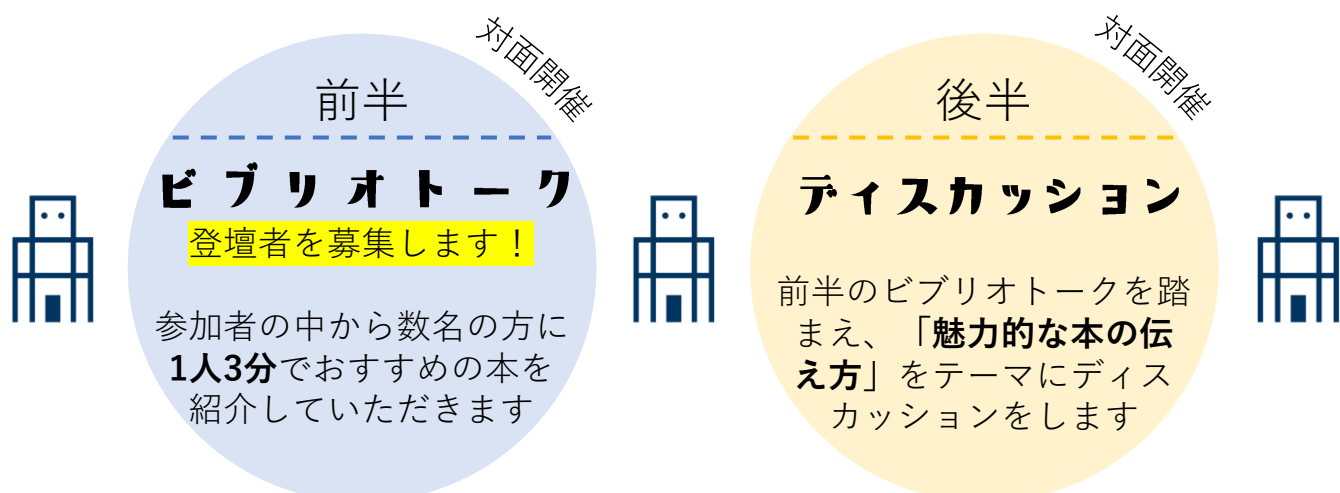 対面開催
前半
ビブリオトーク
登壇者を募集します！
参加者の中から数名の方に
1人3分でおすすめの本を
紹介していただきます
対面開催
後半
ディスカッション
前半のビブリオトークを踏
まえ、「魅力的な本の伝
え方」をテーマにディス
カッションをします